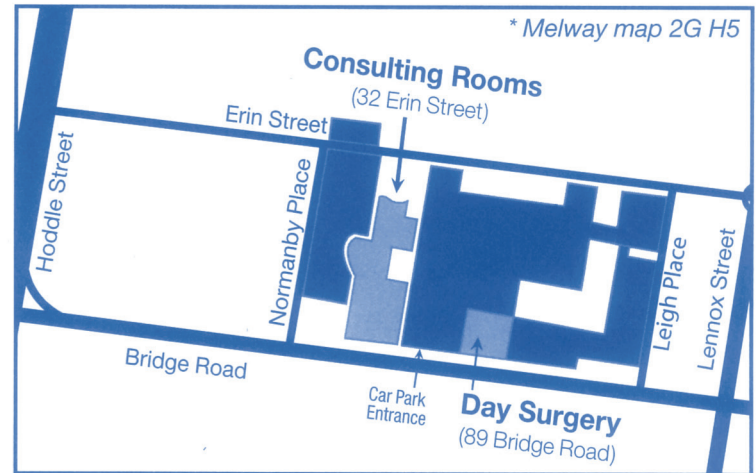 * Melway map 2G H5
Consulting Rooms
(32 Erin Street)
Erin Street
Hoddle Street
Normanby Place
Leigh Place
Lennox Street
Bridge Road
Car Park
Entrance
Day Surgery
(89 Bridge Road)